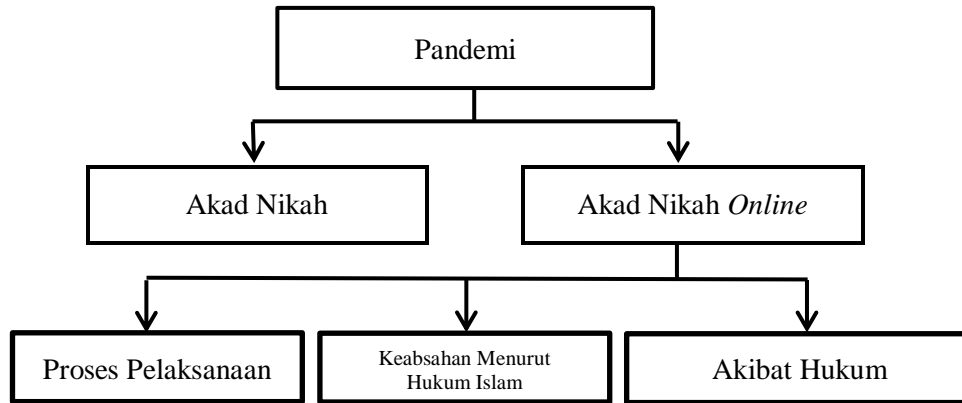 Pandemi
Akad Nikah
Akad Nikah Online
Proses Pelaksanaan
Keabsahan Menurut
Hukum Islam
Akibat Hukum